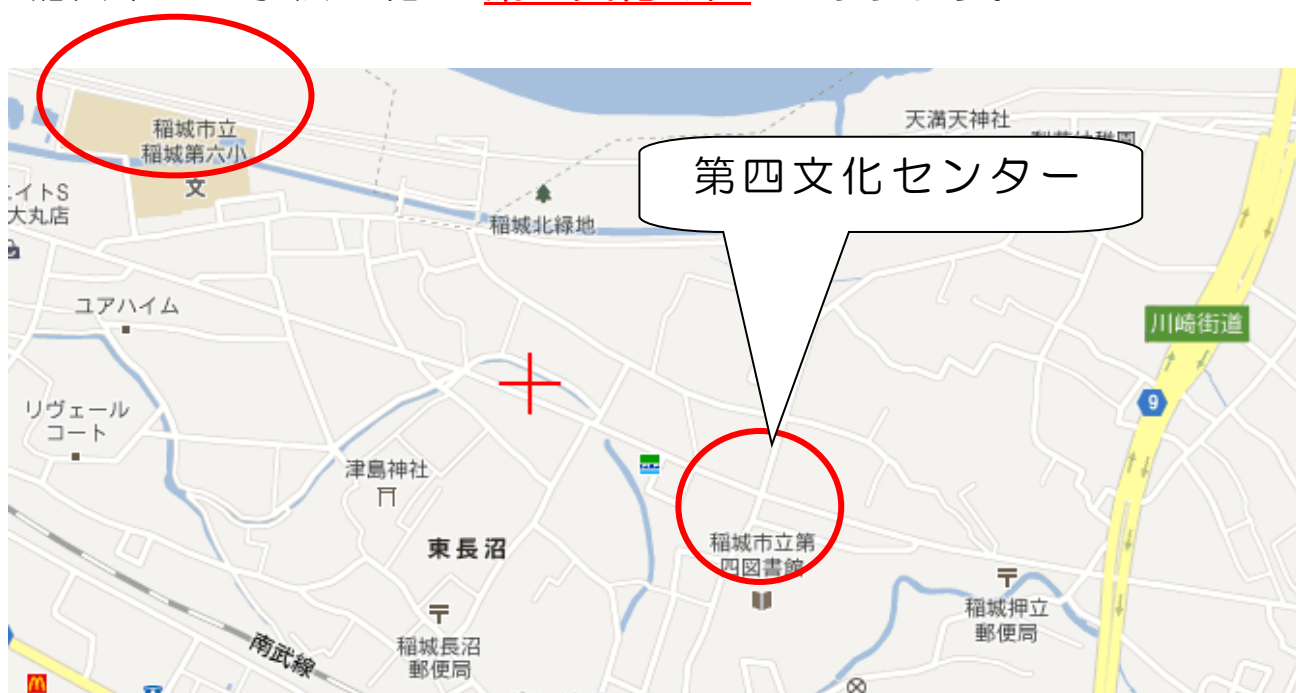 稲城市立
稲城第六小
文
天満天神社
第四文化センター
イトS
大丸店
稲城北緑地
ユアハイム
川崎街道
9
リヴェール
コート
津島神社
東長沼
稲城市立第
四図書館
稲城押立
郵便局
稲城長沼
郵便局
南武線